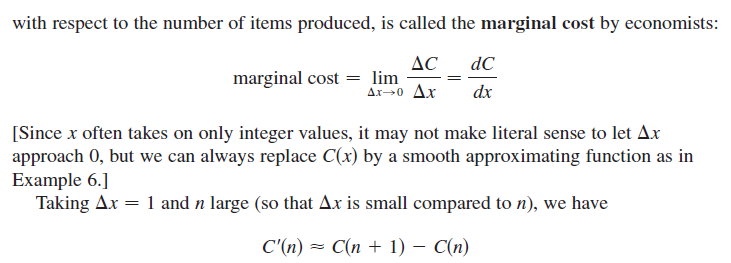 with respect to the number of items produced, is called the marginal cost by economists:
marginal cost = lim Δx→0 ΔC/Δx = dC/dx
[Since x often takes on only integer values, it may not make literal sense to let Δx
approach 0, but we can always replace C(x) by a smooth approximating function as in
Example 6.]
Taking Δx = 1 and n large (so that Δx is small compared to n), we have
C'(n) ≈ C(n + 1) − C(n)